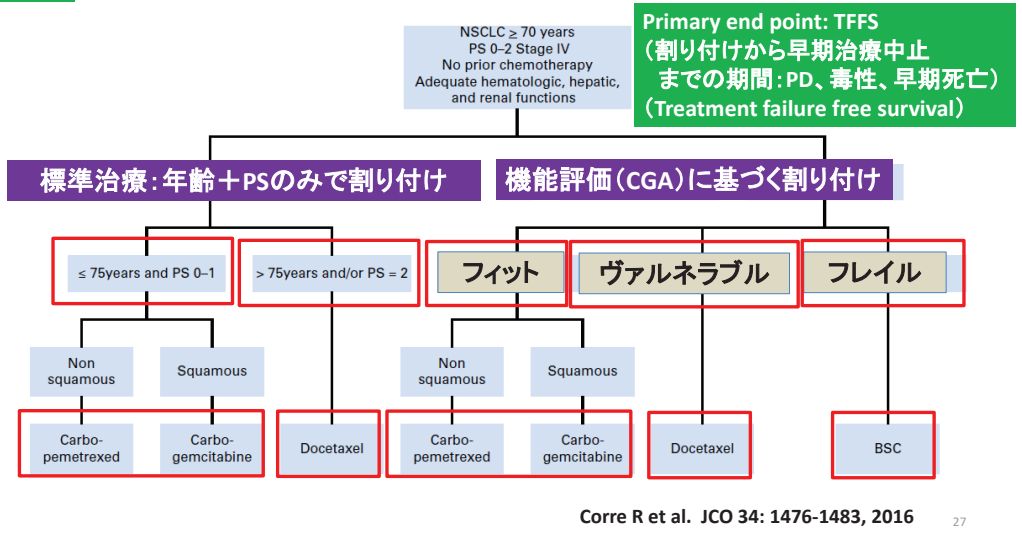 NSCLC ≥ 70 years
PS 0–2 Stage IV
No prior chemotherapy
Adequate hematologic, hepatic,
and renal functions
Primary end point: TFFS
（割り付けから早期治療中止
までの期間：PD、毒性、早期死亡）
（Treatment failure free survival）
標準治療：年齢＋PSのみで割り付け
機能評価（CGA）に基づく割り付け
≤ 75years and PS 0–1
> 75years and/or PS = 2
フィット
ヴァルネラブル
フレイル
Non
squamous
Squamous
Non
squamous
Squamous
Carbo-
pemetrexed
Carbo-
gemcitabine
Docetaxel
Carbo-
pemetrexed
Carbo-
gemcitabine
Docetaxel
BSC
Corre R et al. JCO 34: 1476-1483, 2016
27